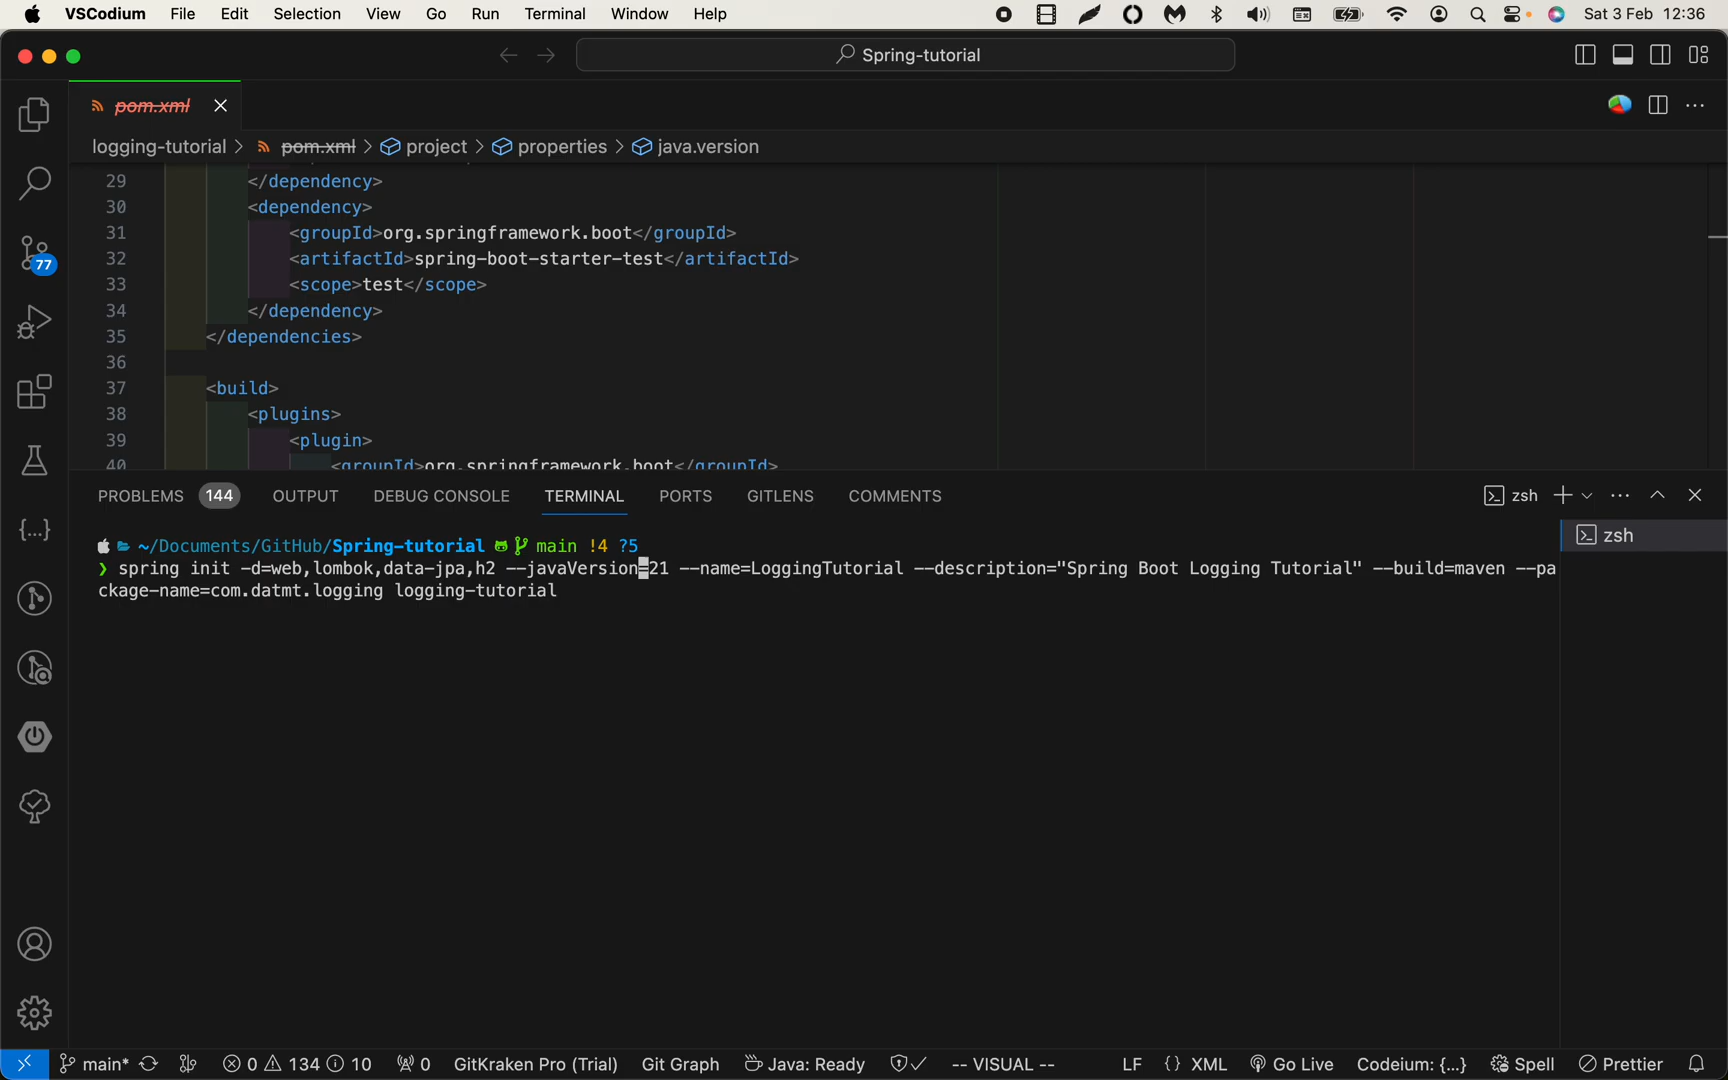 VSCodium File Edit Selection View Go Run Terminal Window Help Sat 3 Feb 12:36
Spring-tutorial
pom.xml
logging-tutorial > pom.xml > project > properties > java.version
29 </dependency>
30 <dependency>
31 <groupId>org.springframework.boot</groupId>
32 <artifactId>spring-boot-starter-test</artifactId>
33 <scope>test</scope>
34 </dependency>
35 </dependencies>
36
37 <build>
38 <plugins>
39 <plugin>
40 <groupId>org.springframework.boot</groupId>
77
PROBLEMS 144 OUTPUT DEBUG CONSOLE TERMINAL PORTS GITLENS COMMENTS zsh
zsh
~/Documents/GitHub/Spring-tutorial main !4 ?5
❯ spring init -d=web,lombok,data-jpa,h2 --javaVersion=21 --name=LoggingTutorial --description="Spring Boot Logging Tutorial" --build=maven --pa
ckage-name=com.datmt.logging logging-tutorial
main* 0 134 10 0 GitKraken Pro (Trial) Git Graph Java: Ready -- VISUAL -- LF {} XML Go Live Codeium: {...} Spell Prettier